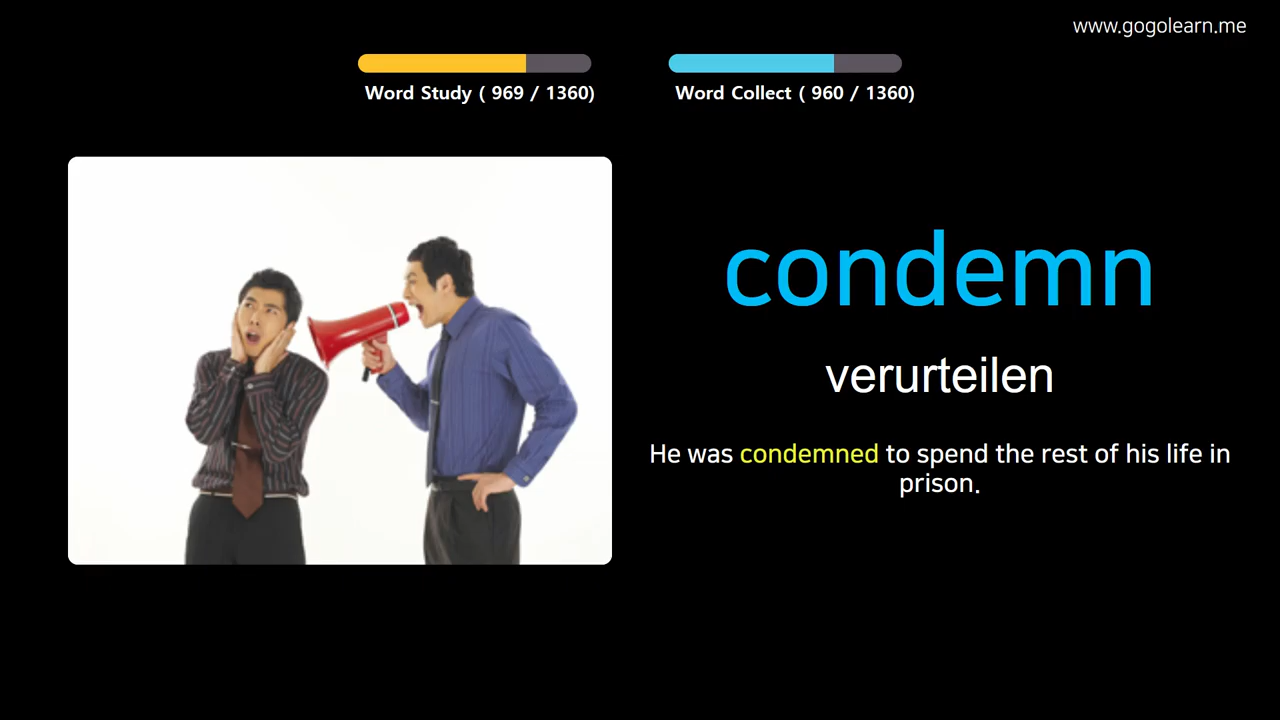 www.gogolearn.me
Word Study ( 969 / 1360)
Word Collect ( 960 / 1360)
condemn
verurteilen
He was condemned to spend the rest of his life in
prison.